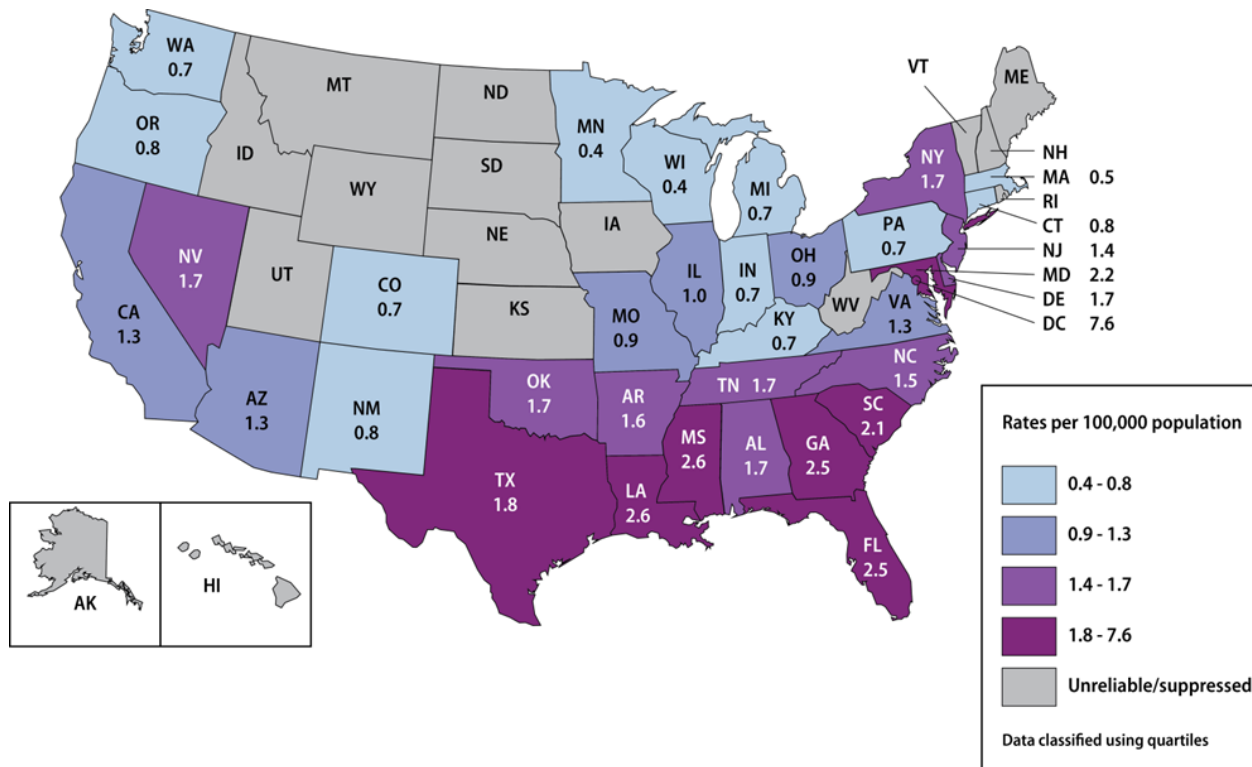 WA
0.7
OR
0.8
CA
1.3
NV
1.7
ID
MT
WY
UT
AZ
1.3
CO
0.7
NM
0.8
ND
SD
NE
KS
OK
1.7
TX
1.8
MN
0.4
IA
MO
0.9
AR
1.6
LA
2.6
WI
0.4
IL
1.0
MI
0.7
IN
0.7
OH
0.9
KY
0.7
TN 1.7
MS
2.6
AL
1.7
GA
2.5
FL
2.5
SC
2.1
NC
1.5
VA
1.3
WV
PA
0.7
NY
1.7
VT
ME
NH
MA 0.5
RI
CT 0.8
NJ 1.4
MD 2.2
DE 1.7
DC 7.6
AK
HI
Rates per 100,000 population
0.4 - 0.8
0.9 - 1.3
1.4 - 1.7
1.8 - 7.6
Unreliable/suppressed
Data classified using quartiles